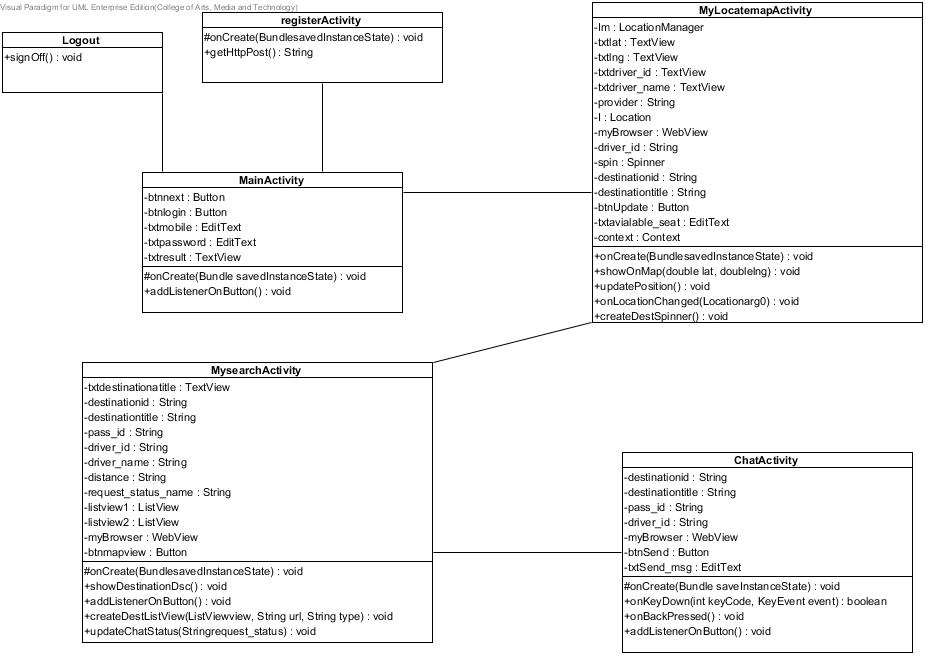 Visual Paradigm for UML Enterprise Edition(College of Arts, Media and Technology)
Logout
+signOff() : void
registerActivity
#onCreate(BundlesavedInstanceState) : void
+getHttpPost() : String
MyLocatemapActivity
-lm : LocationManager
-txtlat : TextView
-txtlng : TextView
-txtdriver_id : TextView
-txtdriver_name : TextView
-provider : String
-l : Location
-myBrowser : WebView
-driver_id : String
-spin : Spinner
-destinationid : String
-destinationtitle : String
-btnUpdate : Button
-txtavialable_seat : EditText
-context : Context
+onCreate(BundlesavedInstanceState) : void
+showOnMap(double lat, doublelng) : void
+updatePosition() : void
+onLocationChanged(Locationarg0) : void
+createDestSpinner() : void
MainActivity
-btnnext : Button
-btnlogin : Button
-txtmobile : EditText
-txtpassword : EditText
-txtresult : TextView
#onCreate(Bundle savedInstanceState) : void
+addListenerOnButton() : void
MysearchActivity
-txtdestinationatitle : TextView
-destinationid : String
-destinationtitle : String
-pass_id : String
-driver_id : String
-driver_name : String
-distance : String
-request_status_name : String
-listview1 : ListView
-listview2 : ListView
-myBrowser : WebView
-btnmapview : Button
#onCreate(BundlesavedInstanceState) : void
+showDestinationDsc() : void
+addListenerOnButton() : void
+createDestListView(ListViewview, String url, String type) : void
+updateChatStatus(Stringrequest_status) : void
ChatActivity
-destinationid : String
-destinationtitle : String
-pass_id : String
-driver_id : String
-myBrowser : WebView
-btnSend : Button
-txtSend_msg : EditText
#onCreate(Bundle saveInstanceState) : void
+onKeyDown(int keyCode, KeyEvent event) : boolean
+onBackPressed() : void
+addListenerOnButton() : void